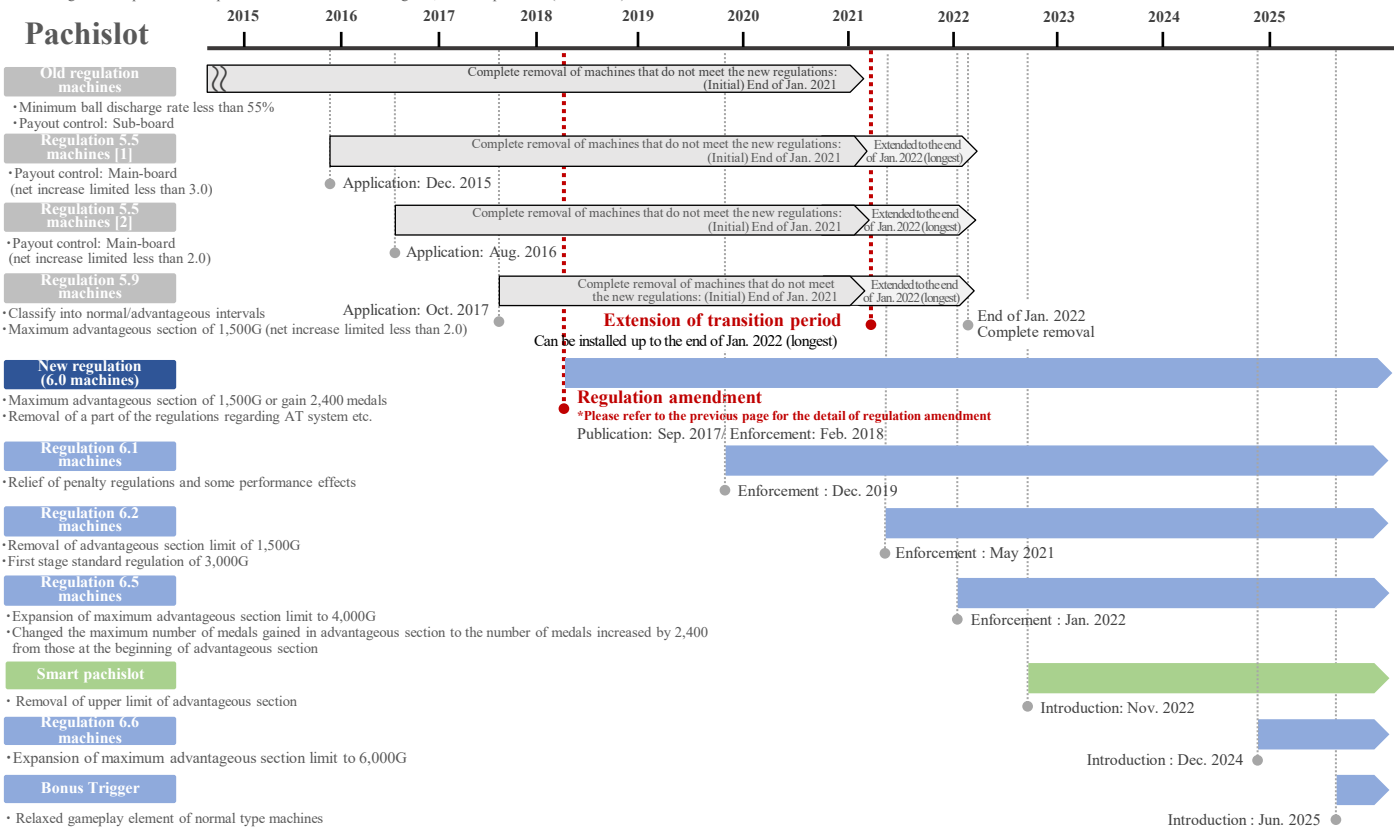 2015 2016 2017 2018 2019 2020 2021 2022 2023 2024 2025
Pachislot
Old regulation
machines
Complete removal of machines that do not meet the new regulations:
(Initial) End of Jan. 2021
・Minimum ball discharge rate less than 55%
・Payout control: Sub-board
Regulation 5.5
machines [1]
Complete removal of machines that do not meet the new regulations:
(Initial) End of Jan. 2021
Extended to the end
of Jan. 2022 (longest)
・Payout control: Main-board
(net increase limited less than 3.0)
Application: Dec. 2015
Regulation 5.5
machines [2]
Complete removal of machines that do not meet the new regulations:
(Initial) End of Jan. 2021
Extended to the end
of Jan. 2022 (longest)
・Payout control: Main-board
(net increase limited less than 2.0)
Application: Aug. 2016
Regulation 5.9
machines
Complete removal of machines that do not meet
the new regulations: (Initial) End of Jan. 2021
Extended to the end
of Jan. 2022 (longest)
・Classify into normal/advantageous intervals
・Maximum advantageous section of 1,500G (net increase limited less than 2.0)
Application: Oct. 2017
Extension of transition period
Can be installed up to the end of Jan. 2022 (longest)
End of Jan. 2022
Complete removal
New regulation
(6.0 machines)
・Maximum advantageous section of 1,500G or gain 2,400 medals
・Removal of a part of the regulations regarding AT system etc.
Regulation amendment
*Please refer to the previous page for the detail of regulation amendment
Publication: Sep. 2017/ Enforcement: Feb. 2018
Regulation 6.1
machines
・Relief of penalty regulations and some performance effects
Enforcement : Dec. 2019
Regulation 6.2
machines
・Removal of advantageous section limit of 1,500G
・First stage standard regulation of 3,000G
Enforcement : May 2021
Regulation 6.5
machines
・Expansion of maximum advantageous section limit to 4,000G
・Changed the maximum number of medals gained in advantageous section to the number of medals increased by 2,400
from those at the beginning of advantageous section
Enforcement : Jan. 2022
Smart pachislot
・ Removal of upper limit of advantageous section
Introduction: Nov. 2022
Regulation 6.6
machines
・Expansion of maximum advantageous section limit to 6,000G
Introduction : Dec. 2024
Bonus Trigger
・ Relaxed gameplay element of normal type machines
Introduction : Jun. 2025